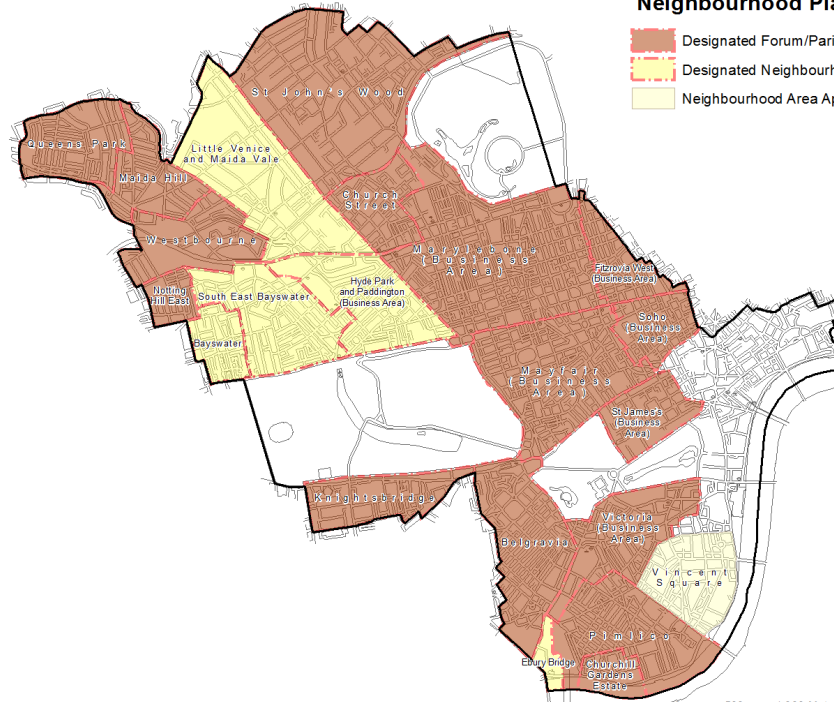 Neighbourhood Pla
Designated Forum/Pari
Designated Neighbourh
Neighbourhood Area Ap
St John's Wood
Little Venice
and Maida Vale
Queens Park
Maida Hill
Church
Street
Westbourne
Marylebone
(Business
Area)
Fitzrovia West
(Business Area)
Notting
Hill East
South East Bayswater
Hyde Park
and Paddington
(Business Area)
Soho
(Business
Area)
Bayswater
Mayfair
(Business
Area)
St James's
(Business
Area)
Knightsbridge
Victoria
(Business
Area)
Belgravia
Vincent
Square
Pimlico
Ebury Bridge
Churchill
Gardens
Estate